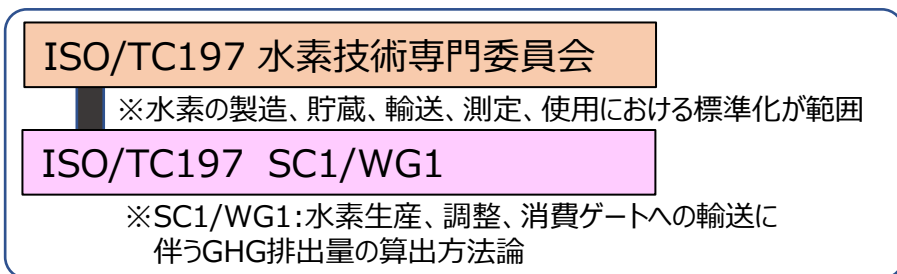 ISO/TC197 水素技術専門委員会
※水素の製造、貯蔵、輸送、測定、使用における標準化が範囲
ISO/TC197 SC1/WG1
※SC1/WG1:水素生産、調整、消費ゲートへの輸送に
伴うGHG排出量の算出方法論